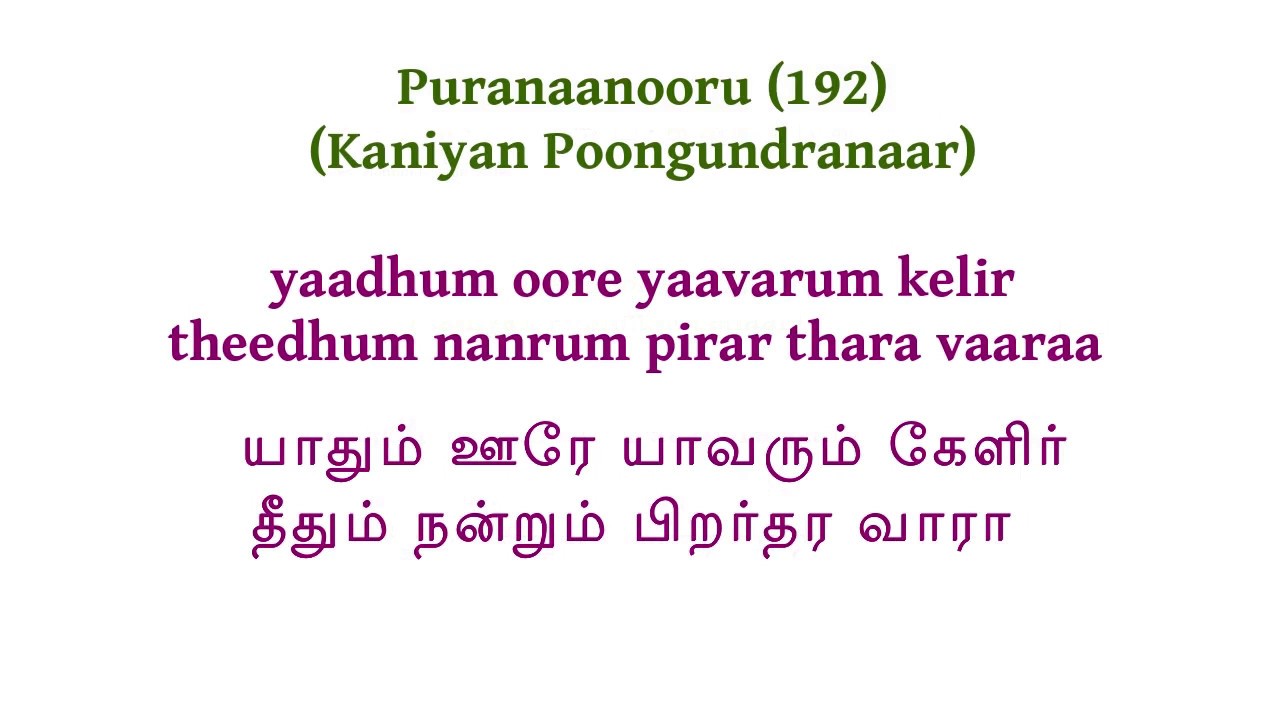 Puranaanooru (192)
(Kaniyan Poongundranaar)
yaadhum oore yaavarum kelir
theedhum nanrum pirar thara vaaraa
யாதும் ஊரே யாவரும் கேளிர்
தீதும் நன்றும் பிறர்தர வாரா